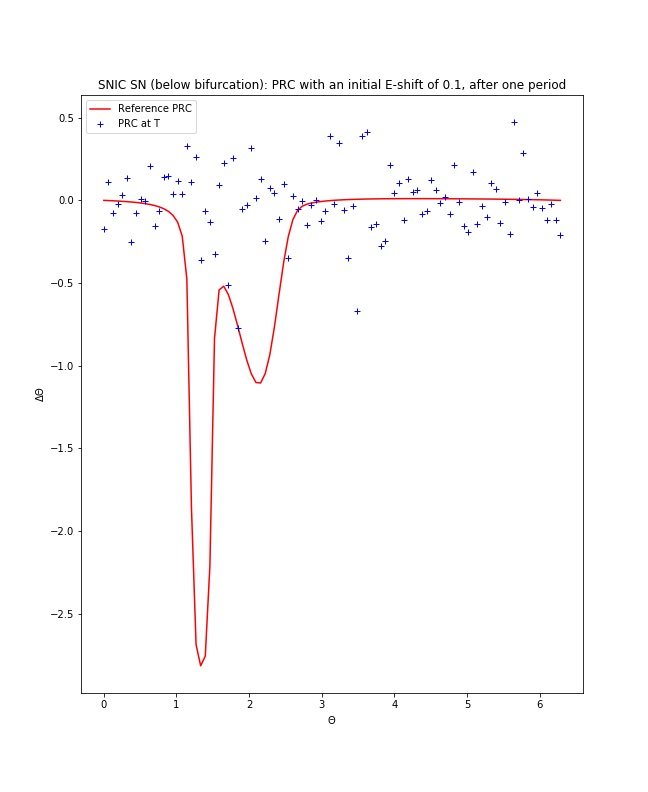 SNIC SN (below bifurcation): PRC with an initial E-shift of 0.1, after one period
Reference PRC
PRC at T
0.5
0.0
−0.5
−1.0
−1.5
−2.0
−2.5
ΔΘ
0 1 2 3 4 5 6
Θ